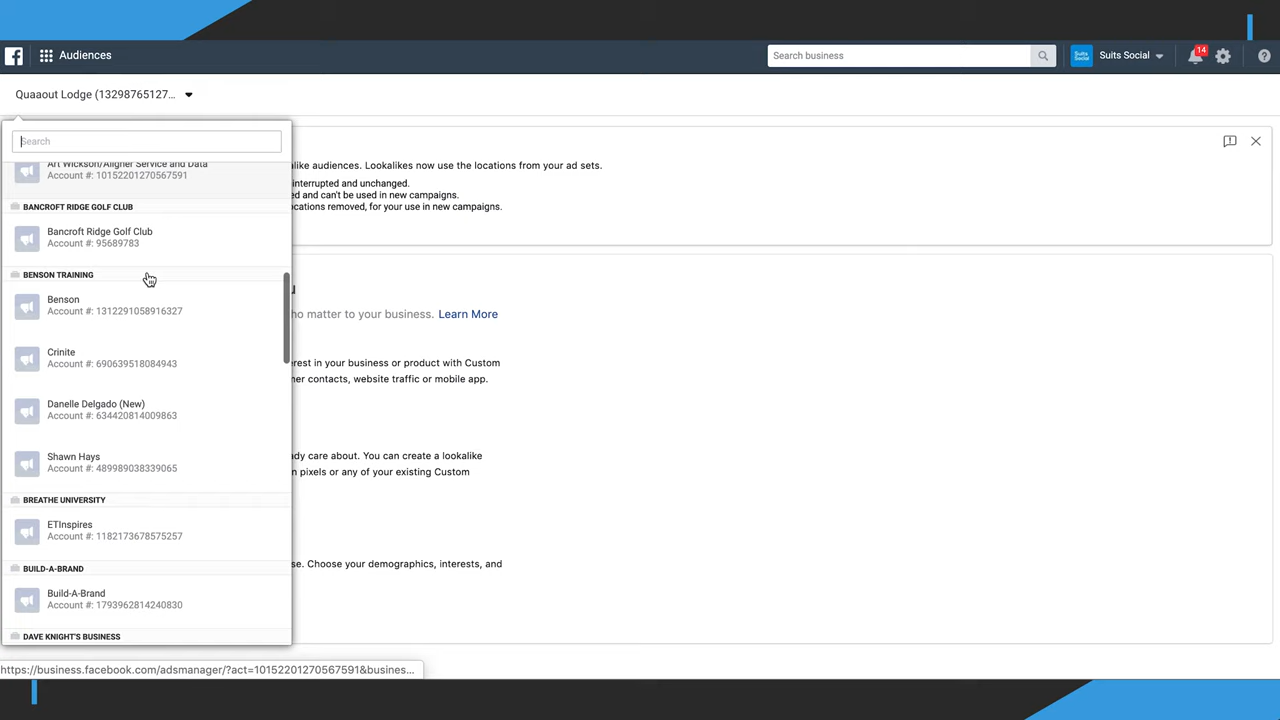 Audiences
Search business
Suits Social
Suits Social
14
Quaaout Lodge (13298765127...
Search
Art Wickson/Aligner Service and Data
Account #: 10152201270567591
BANCROFT RIDGE GOLF CLUB
Bancroft Ridge Golf Club
Account #: 95689783
BENSON TRAINING
Benson
Account #: 1312291058916327
Crinite
Account #: 690639518084943
Danelle Delgado (New)
Account #: 634420814009863
Shawn Hays
Account #: 489989038339065
BREATHE UNIVERSITY
ETInspires
Account #: 1182173678575257
BUILD-A-BRAND
Build-A-Brand
Account #: 1793962814240830
DAVE KNIGHT'S BUSINESS
alike audiences. Lookalikes now use the locations from your ad sets.
interrupted and unchanged.
ed and can't be used in new campaigns.
ocations removed, for your use in new campaigns.
u
ho matter to your business. Learn More
erest in your business or product with Custom
ner contacts, website traffic or mobile app.
ady care about. You can create a lookalike
n pixels or any of your existing Custom
se. Choose your demographics, interests, and
https://business.facebook.com/adsmanager/?act=10152201270567591&busines...